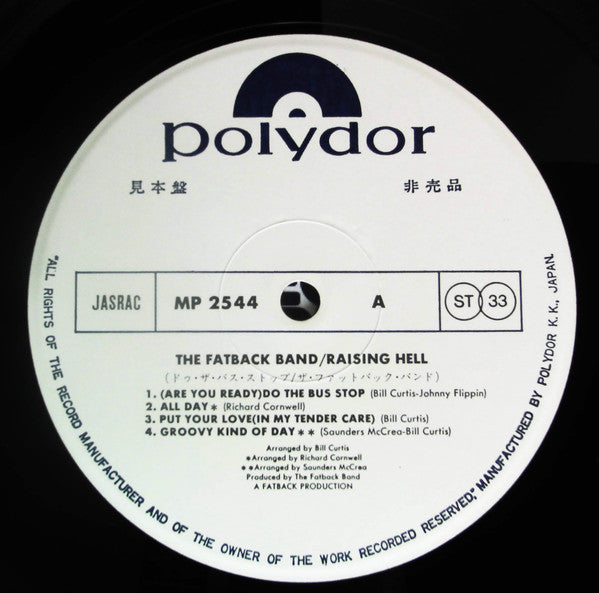 polydor
見本盤 非売品
JASRAC MP 2544 A ST 33
THE FATBACK BAND/RAISING HELL
(ドゥ・ザ・バス・ストップ/ザ・ファットバック・バンド)
1. (ARE YOU READY)DO THE BUS STOP (Bill Curtis-Johnny Flippin)
2. ALL DAY* (Richard Cornwell)
3. PUT YOUR LOVE(IN MY TENDER CARE) (Bill Curtis)
4. GROOVY KIND OF DAY** (Saunders McCrea-Bill Curtis)
Arranged by Bill Curtis
*Arranged by Richard Cornwell
**Arranged by Saunders McCrea
Produced by The Fatback Band
A FATBACK PRODUCTION
"ALL RIGHTS OF THE RECORD MANUFACTURER AND OF THE OWNER OF THE WORK RECORDED RESERVED," MANUFACTURED BY POLYDOR K.K., JAPAN.